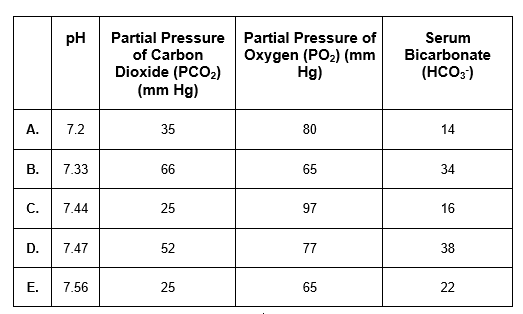 pH Partial Pressure of Carbon Dioxide (PCO₂) (mm Hg) Partial Pressure of Oxygen (PO₂) (mm Hg) Serum Bicarbonate (HCO₃⁻)
A. 7.2 35 80 14
B. 7.33 66 65 34
C. 7.44 25 97 16
D. 7.47 52 77 38
E. 7.56 25 65 22